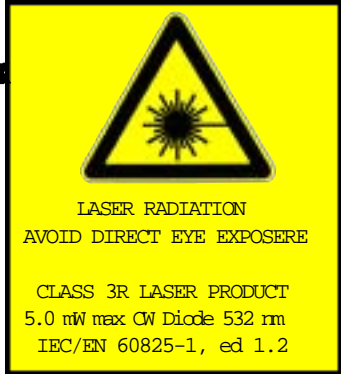 LASER RADIATION
AVOID DIRECT EYE EXPOSERE
CLASS 3R LASER PRODUCT
5.0 mW max CW Diode 532 nm
IEC/EN 60825-1, ed 1.2